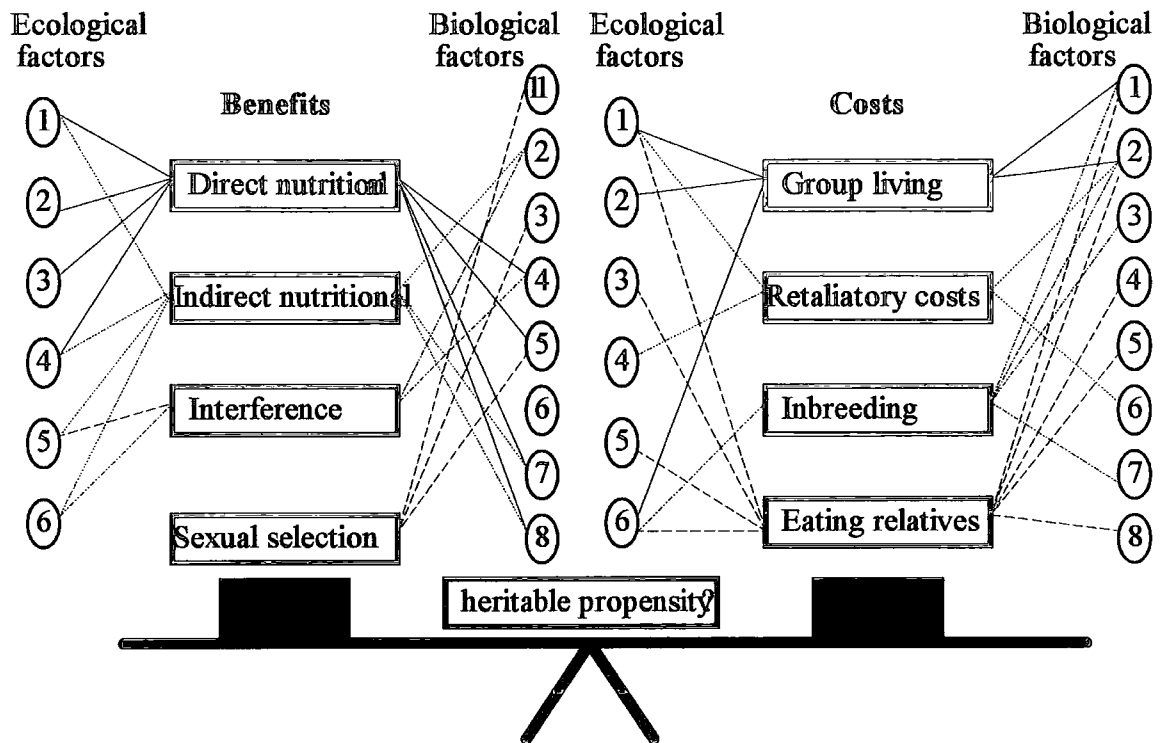 Ecological
factors
Biological
factors
Ecological
factors
Biological
factors
Benefits
Costs
1
2
3
4
5
6
Direct nutritional
Indirect nutritional
Interference
Sexual selection
1
2
3
4
5
6
7
8
1
2
3
4
5
6
Group living
Retaliatory costs
Inbreeding
Eating relatives
1
2
3
4
5
6
7
8
heritable propensity?